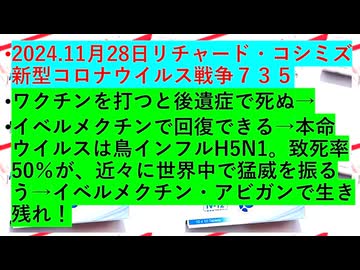 ・2024.11月28日リチャード・コシミズ
新型コロナウイルス戦争７３５
・ワクチンを打つと後遺症で死ぬ→
・イベルメクチンで回復できる→本命
ウイルスは鳥インフルH5N1。致死率
50％が、近々に世界中で猛威を振る
う→イベルメクチン・アビガンで生き
残れ！